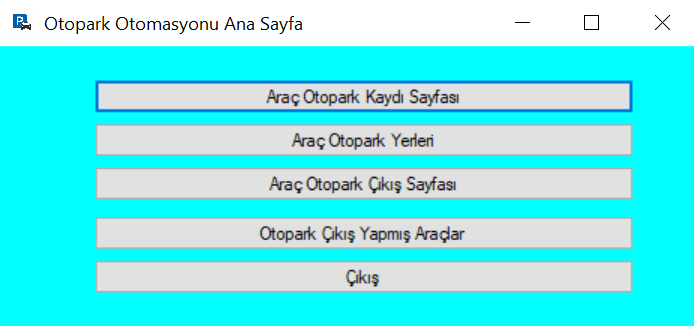 Otopark Otomasyonu Ana Sayfa
Araç Otopark Kaydı Sayfası
Araç Otopark Yerleri
Araç Otopark Çıkış Sayfası
Otopark Çıkış Yapmış Araçlar
Çıkış